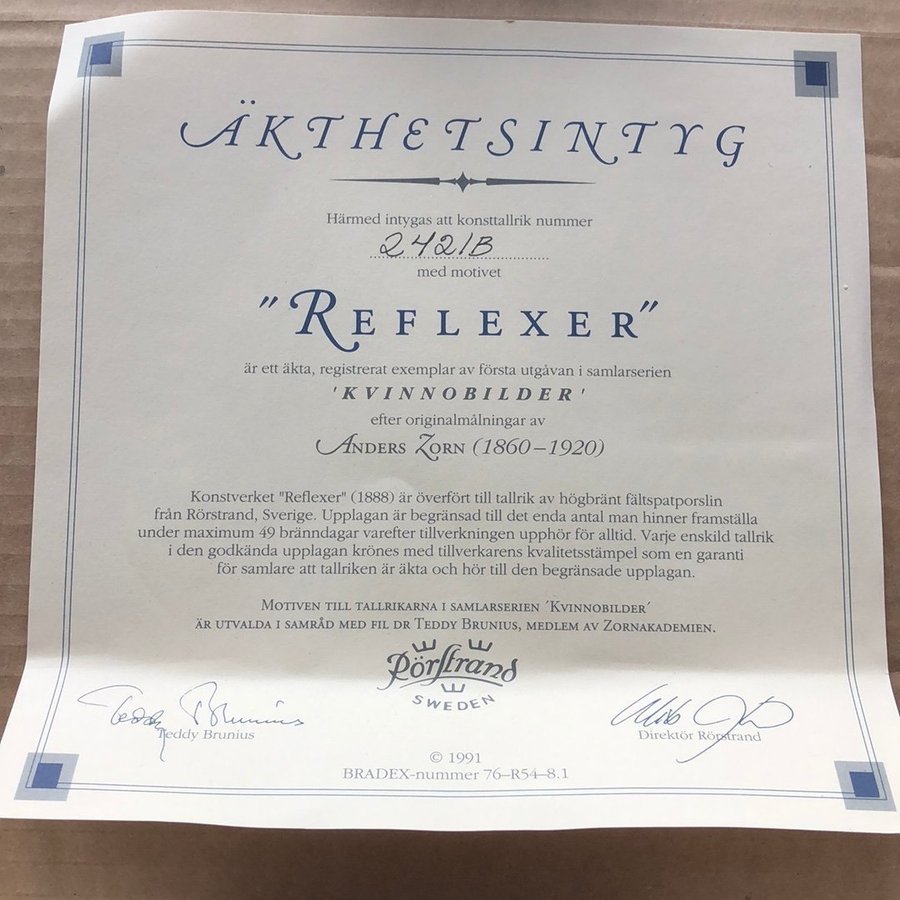 ÄKTHETSINTYG
Härmed intygas att konsttallrik nummer
2421B
med motivet
"REFLEXER"
är ett äkta, registrerat exemplar av första utgåvan i samlarserien
'KVINNOBILDER'
efter originalmålningar av
ANDERS ZORN (1860–1920)
Konstverket "Reflexer" (1888) är överfört till tallrik av högbränt fältspatporslin
från Rörstrand, Sverige. Upplagan är begränsad till det enda antal man hinner framställa
under maximum 49 bränndagar varefter tillverkningen upphör för alltid. Varje enskild tallrik
i den godkända upplagan krönes med tillverkarens kvalitetsstämpel som en garanti
för samlare att tallriken är äkta och hör till den begränsade upplagan.
MOTIVEN TILL TALLRIKARNA I SAMLARSERIEN ´KVINNOBILDER´
ÄR UTVALDA I SAMRÅD MED FIL DR TEDDY BRUNIUS, MEDLEM AV ZORNAKADEMIEN.
Rörstrand
SWEDEN
Teddy Brunius
Teddy Brunius
Direktör Rörstrand
© 1991
BRADEX-nummer 76–R54–8.1